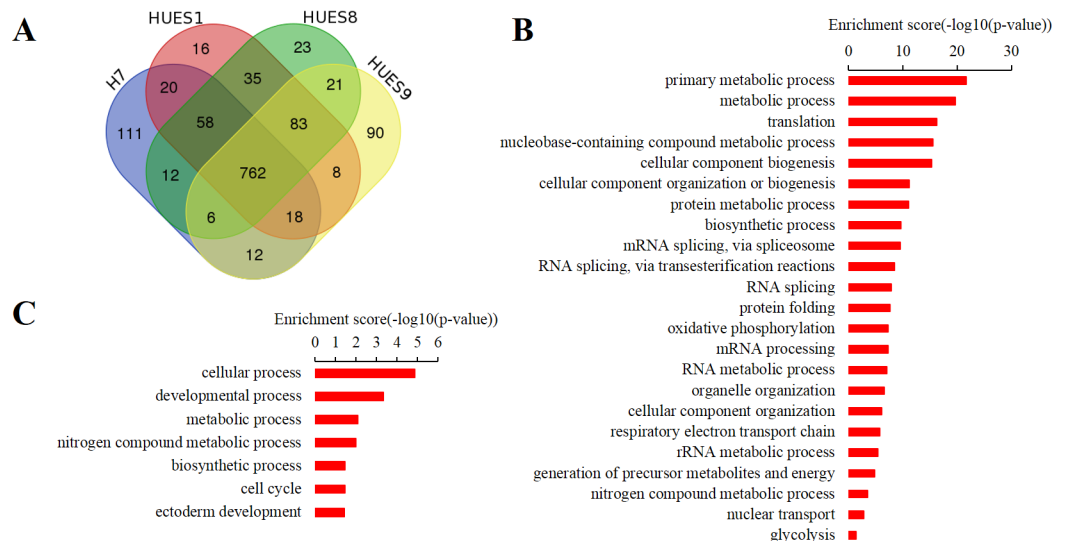 A
HUES1
HUES8
H7
HUES9
16
23
20
35
21
111
58
83
90
12
762
8
6
18
12
B
Enrichment score(-log10(p-value))
0 10 20 30
primary metabolic process
metabolic process
translation
nucleobase-containing compound metabolic process
cellular component biogenesis
cellular component organization or biogenesis
protein metabolic process
biosynthetic process
mRNA splicing, via spliceosome
RNA splicing, via transesterification reactions
RNA splicing
protein folding
oxidative phosphorylation
mRNA processing
RNA metabolic process
organelle organization
cellular component organization
respiratory electron transport chain
rRNA metabolic process
generation of precursor metabolites and energy
nitrogen compound metabolic process
nuclear transport
glycolysis
C
Enrichment score(-log10(p-value))
0 1 2 3 4 5 6
cellular process
developmental process
metabolic process
nitrogen compound metabolic process
biosynthetic process
cell cycle
ectoderm development